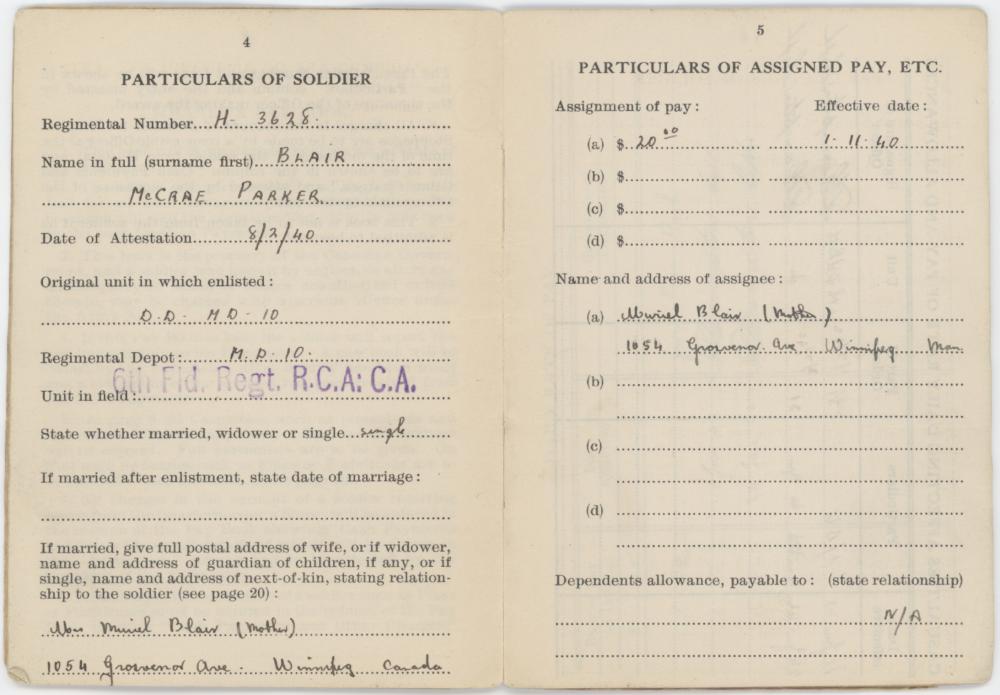 4
PARTICULARS OF SOLDIER
Regimental Number....H- 3628.
Name in full (surname first)...BLAIR
McCRAE PARKER
Date of Attestation.........8/2/40
Original unit in which enlisted :
D.D. MD-10
Regimental Depot :.......M.D.10.
6th Fld. Regt. R.C.A: C.A.
Unit in field :
State whether married, widower or single...single
If married after enlistment, state date of marriage :
If married, give full postal address of wife, or if widower,
name and address of guardian of children, if any, or if
single, name and address of next-of-kin, stating relation-
ship to the soldier (see page 20) :
Mrs Muriel Blair (Mother)
1054 Grosvenor Ave. Winnipeg Canada
5
PARTICULARS OF ASSIGNED PAY, ETC.
Assignment of pay : Effective date :
(a) $ 20.00 1-11-40
(b) $
(c) $
(d) $
Name and address of assignee :
(a) Muriel Blair (Mother)
1054 Grosvenor. Ave Winnipeg Man.
(b)
(c)
(d)
Dependents allowance, payable to : (state relationship)
N/A